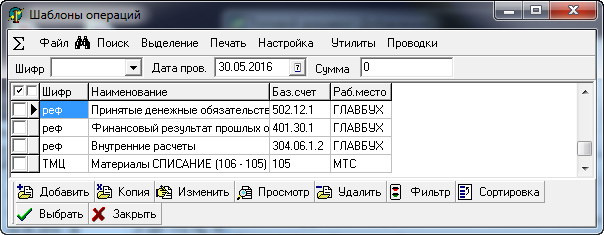 Шаблоны операций
Σ Файл Поиск Выделение Печать Настройка Утилиты Проводки
Шифр Дата пров. 30.05.2016 Сумма 0
Шифр Наименование Баз.счет Раб.место
реф Принятые денежные обязательств 502.12.1 ГЛАВБУХ
реф Финансовый результат прошлых о 401.30.1 ГЛАВБУХ
реф Внутренние расчеты 304.06.1.2 ГЛАВБУХ
ТМЦ Материалы СПИСАНИЕ (106 - 105) 105 МТС
Добавить Копия Изменить Просмотр Удалить Фильтр Сортировка
Выбрать Закрыть